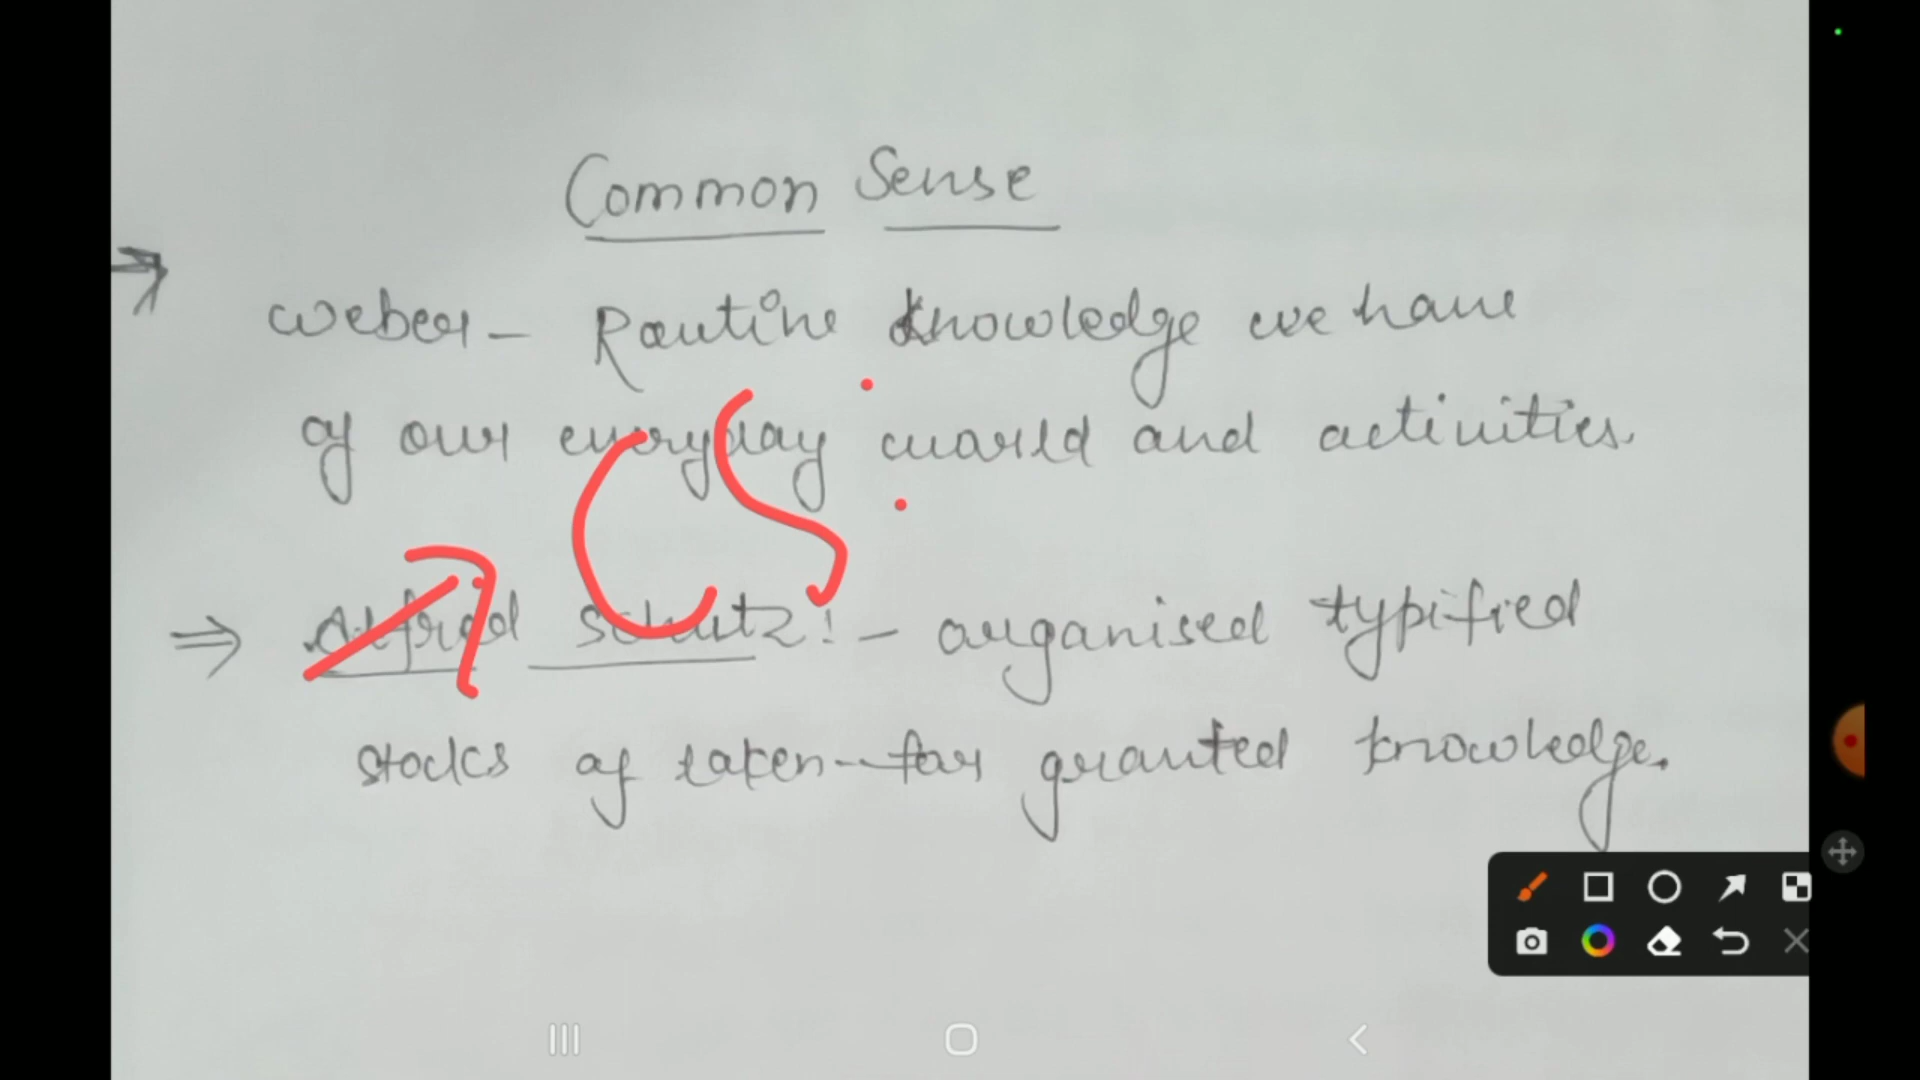 Common Sense
Weber - Routine knowledge we have
of our everyday world and activities.
Alfred Schutz:- organised typified
stocks of taken-for granted knowledge.
CS